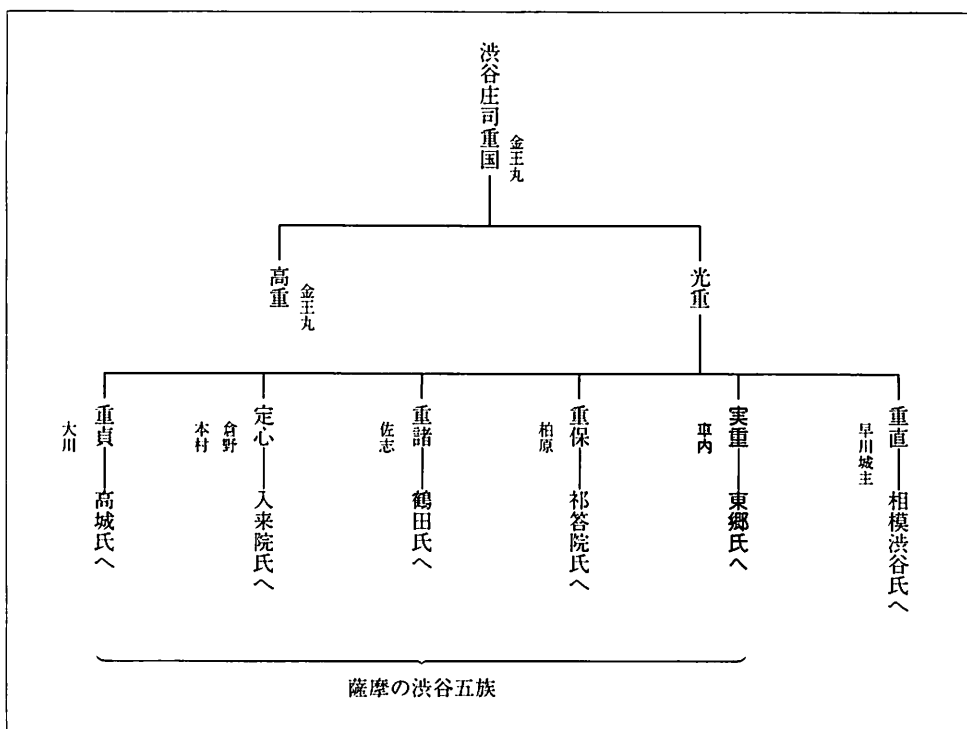 渋谷庄司重国
金王丸
光重
高重
金王丸
重直
早川城主
相模渋谷氏へ
実重
車内
東郷氏へ
重保
柏原
祁答院氏へ
重諸
佐志
鶴田氏へ
定心
倉野
本村
入来院氏へ
重貞
大川
高城氏へ
薩摩の渋谷五族